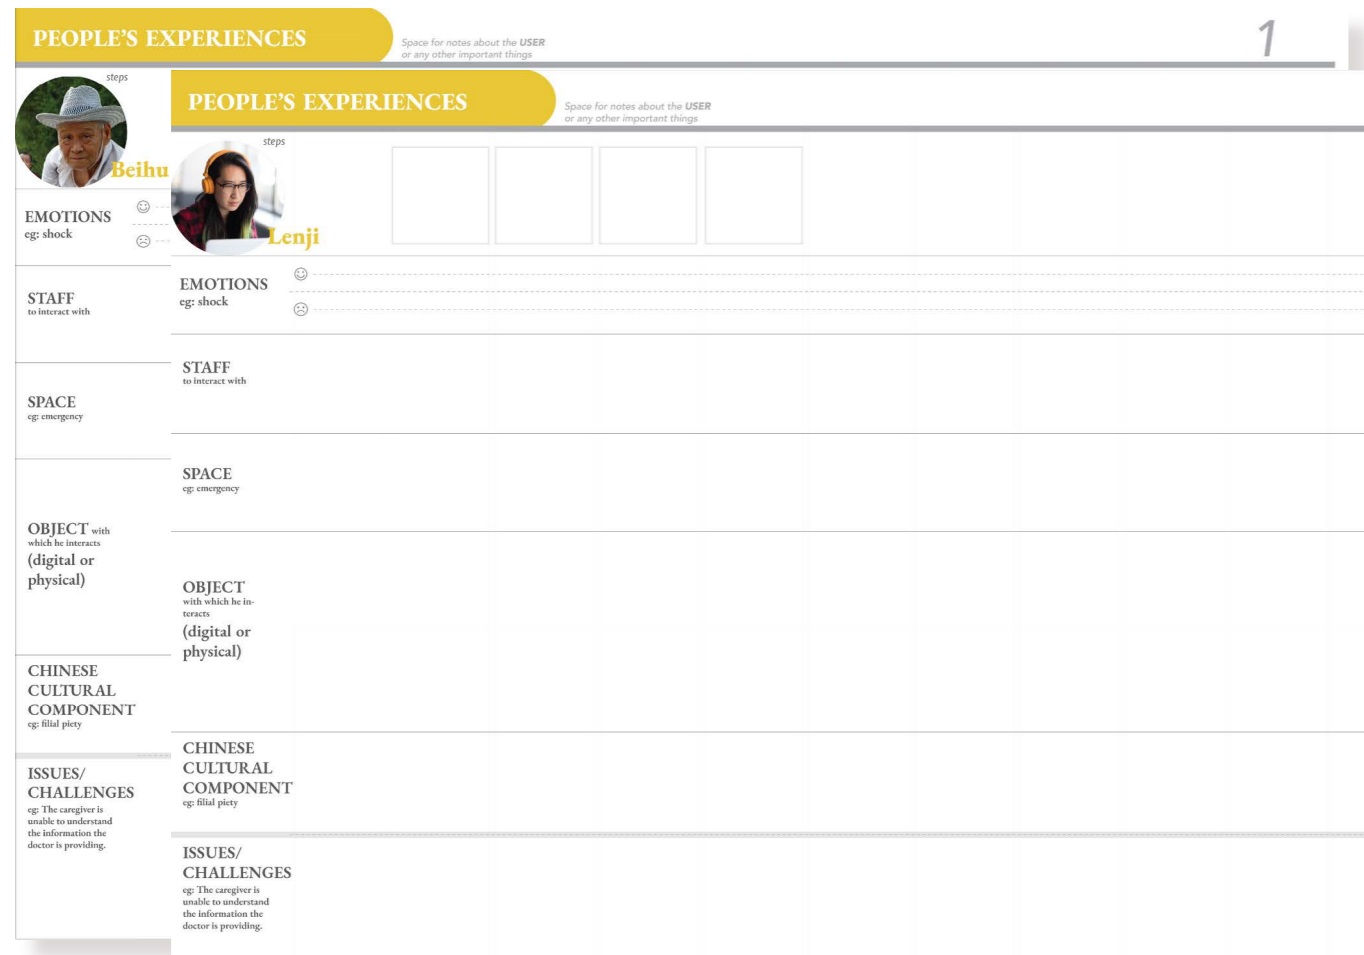 PEOPLE’S EXPERIENCES
Space for notes about the USER
or any other important things
1
steps
Beihu
EMOTIONS
eg: shock
STAFF
to interact with
SPACE
eg: emergency
OBJECT with
which he interacts
(digital or
physical)
CHINESE
CULTURAL
COMPONENT
eg: filial piety
ISSUES/
CHALLENGES
eg: The caregiver is
unable to understand
the information the
doctor is providing.
PEOPLE’S EXPERIENCES
Space for notes about the USER
or any other important things
steps
Lenji
EMOTIONS
eg: shock
STAFF
to interact with
SPACE
eg: emergency
OBJECT
with which he in-
teracts
(digital or
physical)
CHINESE
CULTURAL
COMPONENT
eg: filial piety
ISSUES/
CHALLENGES
eg: The caregiver is
unable to understand
the information the
doctor is providing.